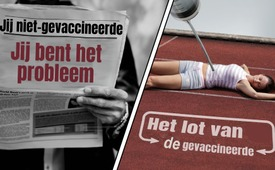 Jij niet-gevaccineerde
Jij bent het
probleem
Het lot van
de gevaccineerde